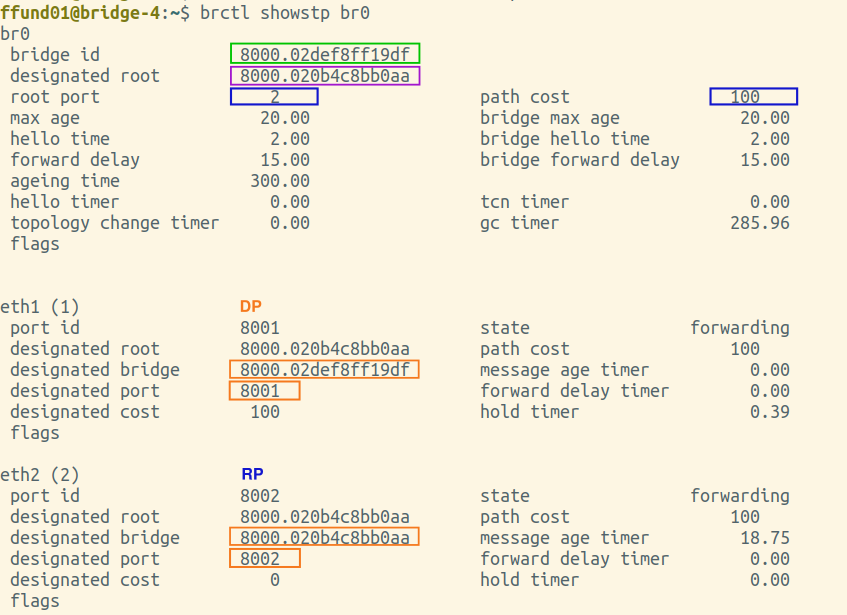 ffund01@bridge-4:~$ brctl showstp br0
br0
bridge id 8000.02def8ff19df
designated root 8000.020b4c8bb0aa
root port 2 path cost 100
max age 20.00 bridge max age 20.00
hello time 2.00 bridge hello time 2.00
forward delay 15.00 bridge forward delay 15.00
ageing time 300.00
hello timer 0.00 tcn timer 0.00
topology change timer 0.00 gc timer 285.96
flags
eth1 (1) DP
port id 8001 state forwarding
designated root 8000.020b4c8bb0aa path cost 100
designated bridge 8000.02def8ff19df message age timer 0.00
designated port 8001 forward delay timer 0.00
designated cost 100 hold timer 0.39
flags
eth2 (2) RP
port id 8002 state forwarding
designated root 8000.020b4c8bb0aa path cost 100
designated bridge 8000.020b4c8bb0aa message age timer 18.75
designated port 8002 forward delay timer 0.00
designated cost 0 hold timer 0.00
flags